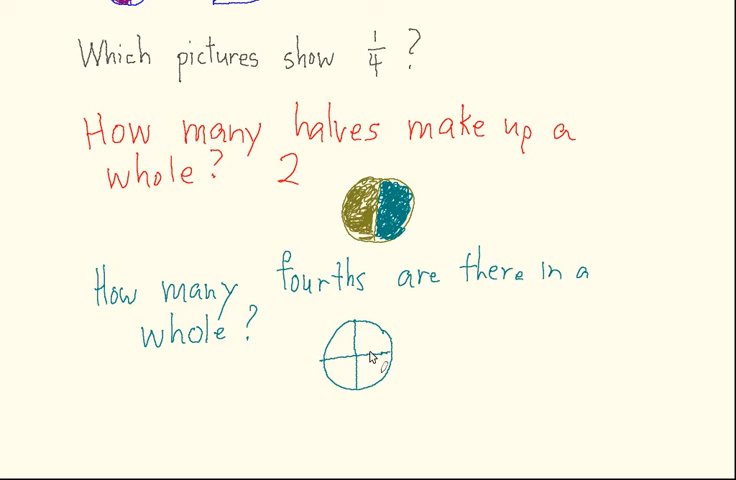 Which pictures show 1/4 ?
How many halves make up a
whole? 2
How many fourths are there in a
whole?